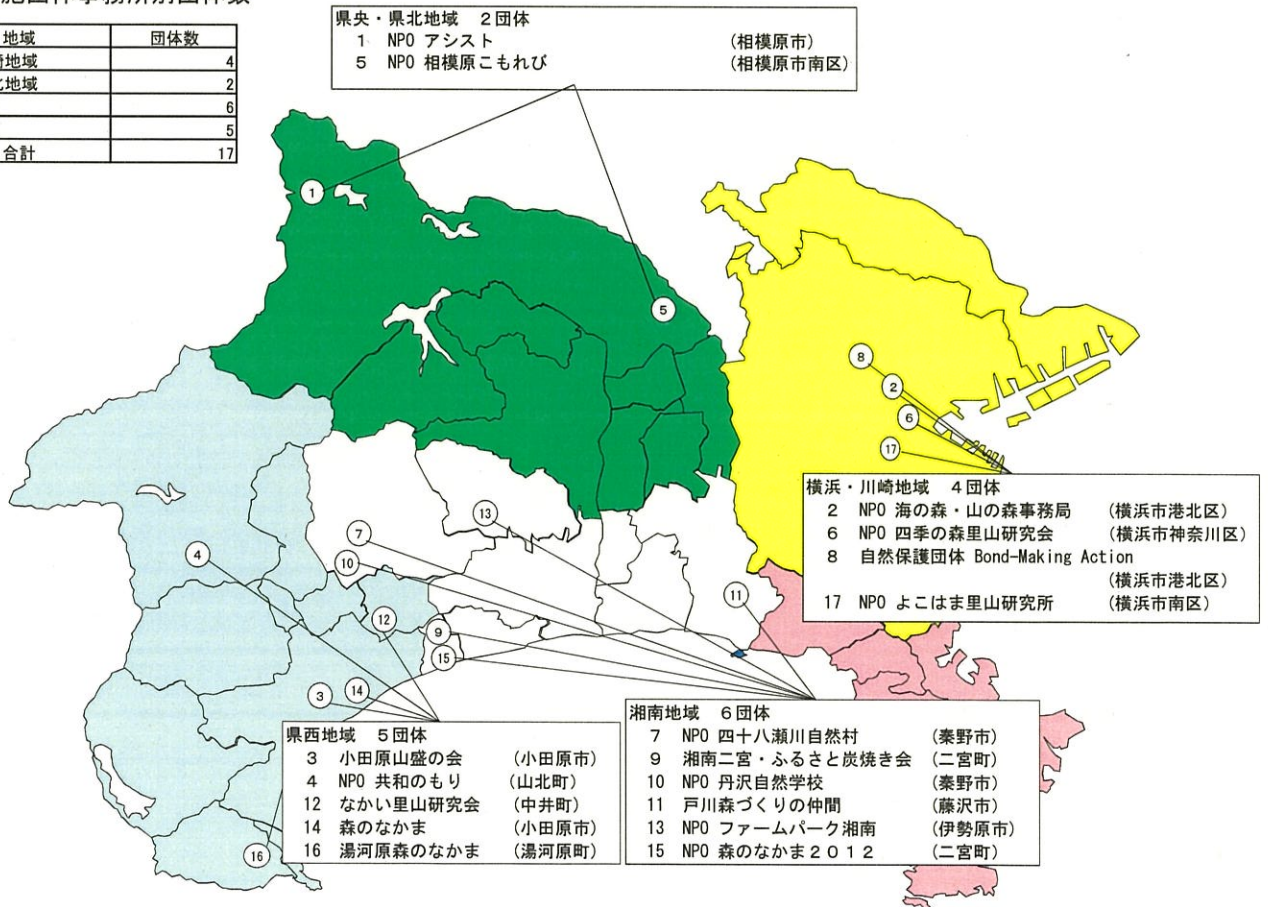 施団体事務所別団体数
地域 団体数
崎地域 4
北地域 2
6
5
合計 17
県央・県北地域 2団体
1 NPO アシスト (相模原市)
5 NPO 相模原こもれび (相模原市南区)
1
5
8
2
6
17
横浜・川崎地域 4団体
2 NPO 海の森・山の森事務局 (横浜市港北区)
6 NPO 四季の森里山研究会 (横浜市神奈川区)
8 自然保護団体 Bond-Making Action
(横浜市港北区)
17 NPO よこはま里山研究所 (横浜市南区)
13
7
4
10
11
12
9
15
3
14
16
県西地域 5団体
3 小田原山盛の会 (小田原市)
4 NPO 共和のもり (山北町)
12 なかい里山研究会 (中井町)
14 森のなかま (小田原市)
16 湯河原森のなかま (湯河原町)
湘南地域 6団体
7 NPO 四十八瀬川自然村 (秦野市)
9 湘南二宮・ふるさと炭焼き会 (二宮町)
10 NPO 丹沢自然学校 (秦野市)
11 戸川森づくりの仲間 (藤沢市)
13 NPO ファームパーク湘南 (伊勢原市)
15 NPO 森のなかま2012 (二宮町)